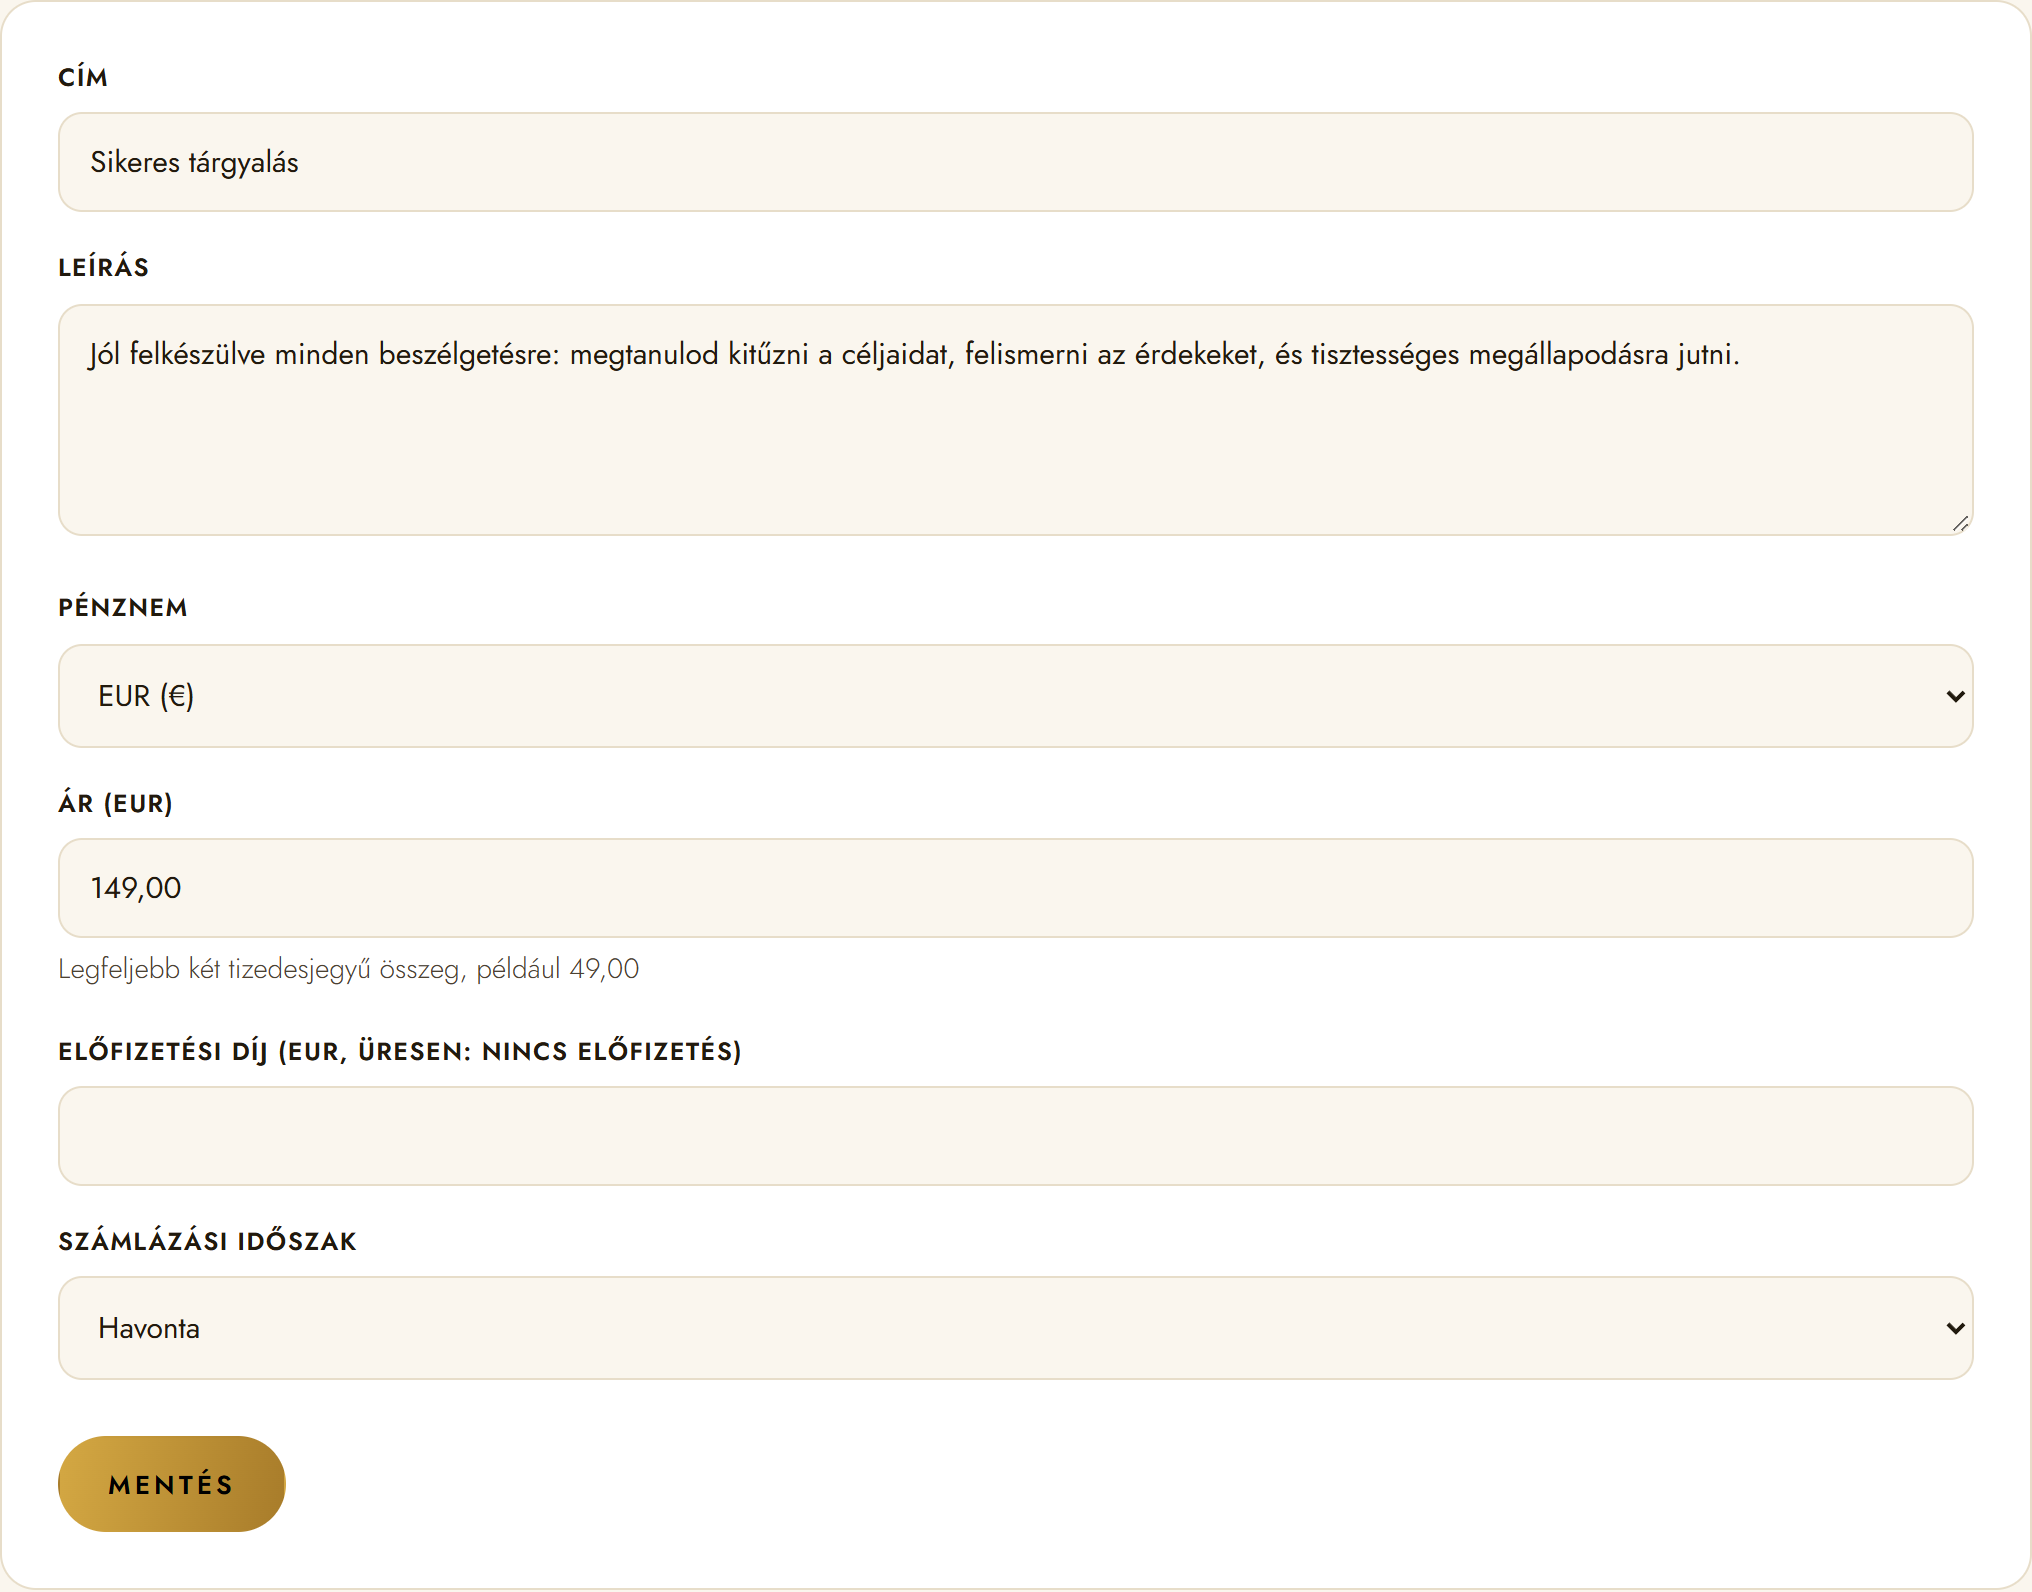 CÍM
Sikeres tárgyalás
LEÍRÁS
Jól felkészülve minden beszélgetésre: megtanulod kitűzni a céljaidat, felismerni az érdekeket, és tisztességes megállapodásra jutni.
PÉNZNEM
EUR (€)
ÁR (EUR)
149,00
Legfeljebb két tizedesjegyű összeg, például 49,00
ELŐFIZETÉSI DÍJ (EUR, ÜRESEN: NINCS ELŐFIZETÉS)
SZÁMLÁZÁSI IDŐSZAK
Havonta
MENTÉS